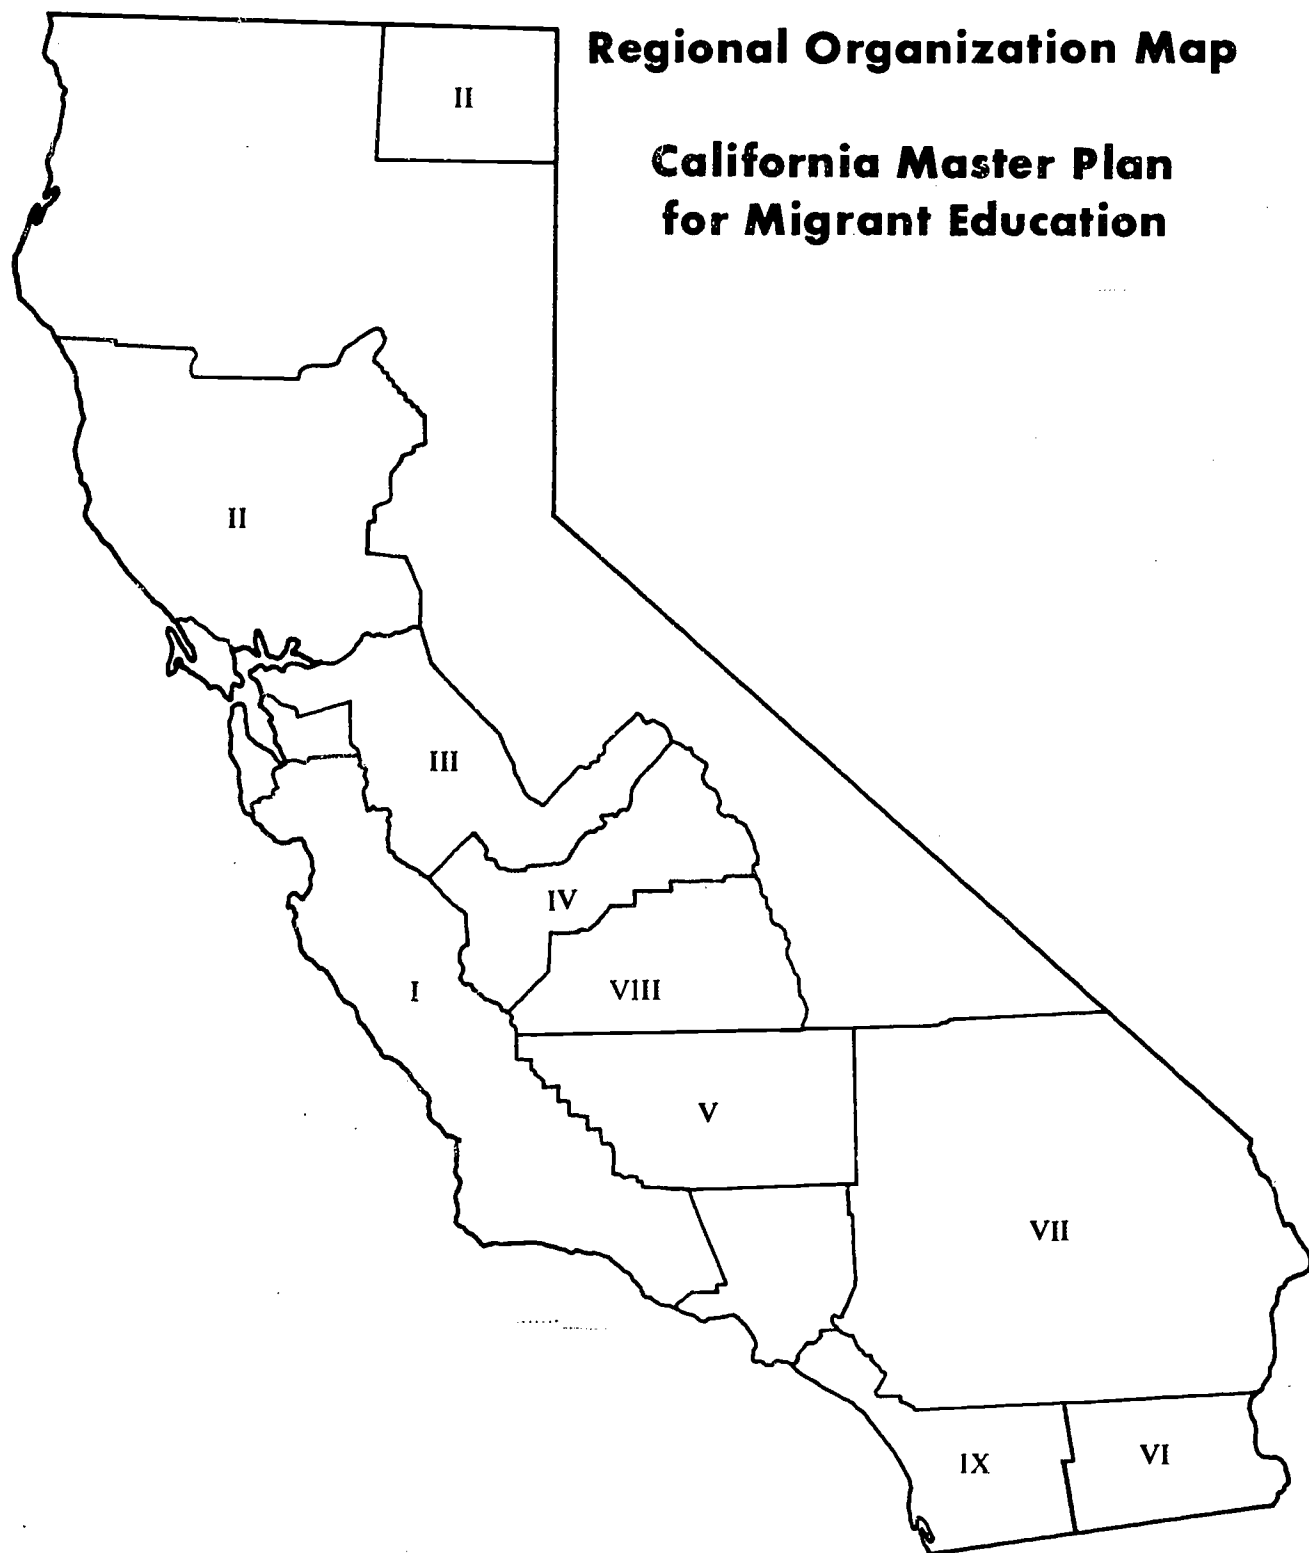 Regional Organization Map
California Master Plan
for Migrant Education
II
II
III
IV
I
VIII
V
VII
IX
VI